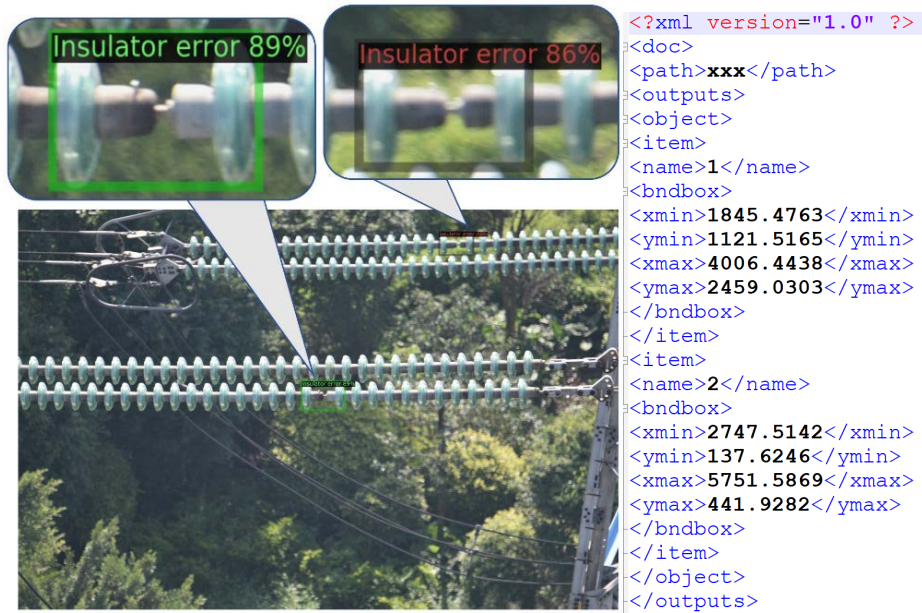 Insulator error 89%
Insulator error 86%
Insulator error 89%
<?xml version="1.0" ?>
<doc>
<path>xxx</path>
<outputs>
<object>
<item>
<name>1</name>
<bndbox>
<xmin>1845.4763</xmin>
<ymin>1121.5165</ymin>
<xmax>4006.4438</xmax>
<ymax>2459.0303</ymax>
</bndbox>
</item>
<item>
<name>2</name>
<bndbox>
<xmin>2747.5142</xmin>
<ymin>137.6246</ymin>
<xmax>5751.5869</xmax>
<ymax>441.9282</ymax>
</bndbox>
</item>
</object>
</outputs>